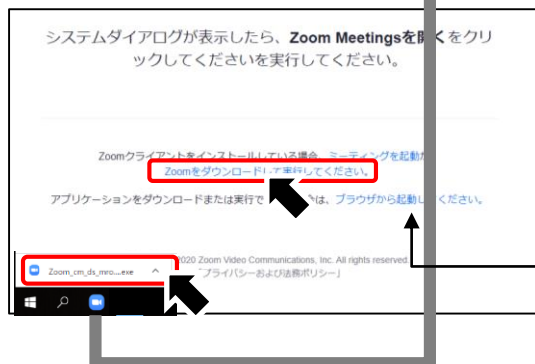 システムダイアログが表示したら、Zoom Meetingsを開くをクリ
ックしてくださいを実行してください。
Zoomクライアントをインストールしている場合、ミーティングを起動
Zoomをダウンロードして実行してください。
アプリケーションをダウンロードまたは実行で は、ブラウザから起動してください。
2020 Zoom Video Communications, Inc. All rights reserved.
「プライバシーおよび法務ポリシー」
Zoom_cm_ds_mro....exe